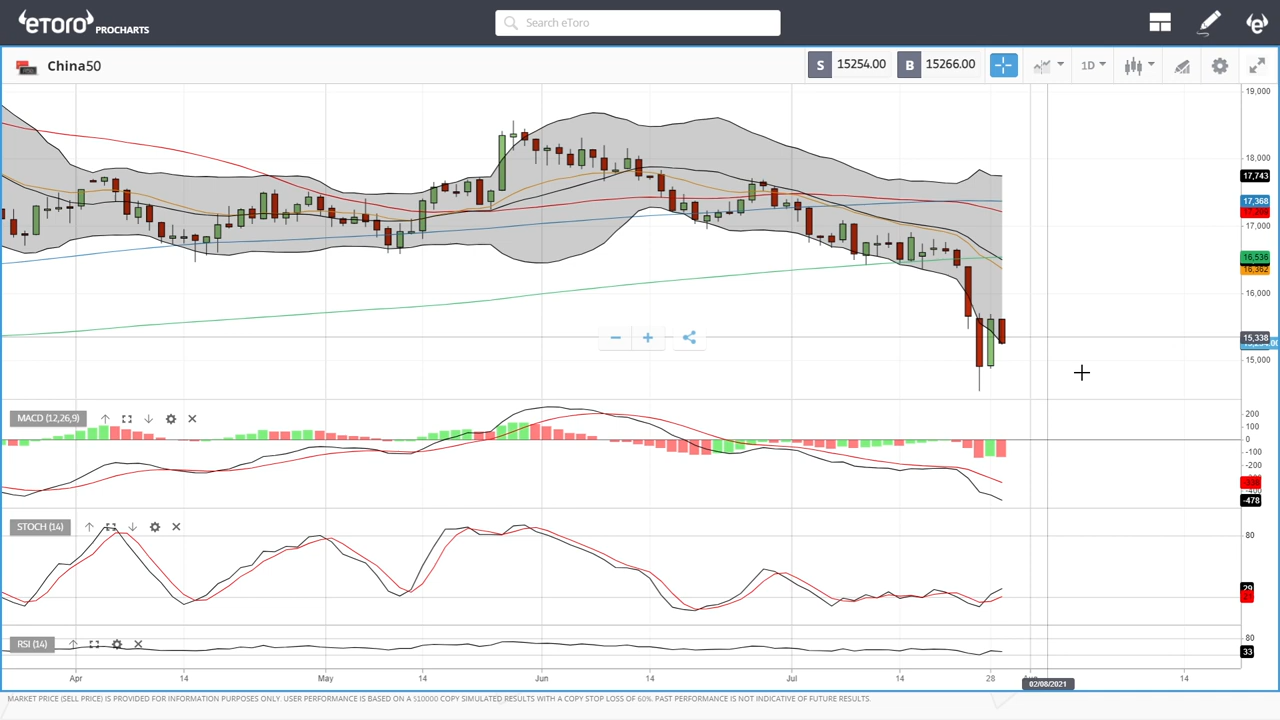 eToro PROCHARTS
Search eToro
China50
S 15254.00 B 15266.00
1D
19,000
18,000
17,743
17,368
17,000
16,536
16,362
16,000
15,338
15,000
MACD (12,26,9)
200
100
0
-100
-200
-478
STOCH (14)
80
29
RSI (14)
80
33
Apr 14 May 14 Jun 14 Jul 14 28 14
02/08/2021
MARKET PRICE (SELL PRICE) IS PROVIDED FOR INFORMATION PURPOSES ONLY. USER PERFORMANCE IS BASED ON A $10000 COPY SIMULATED RESULTS WITH A COPY STOP LOSS OF 60%. PAST PERFORMANCE IS NOT INDICATIVE OF FUTURE RESULTS.